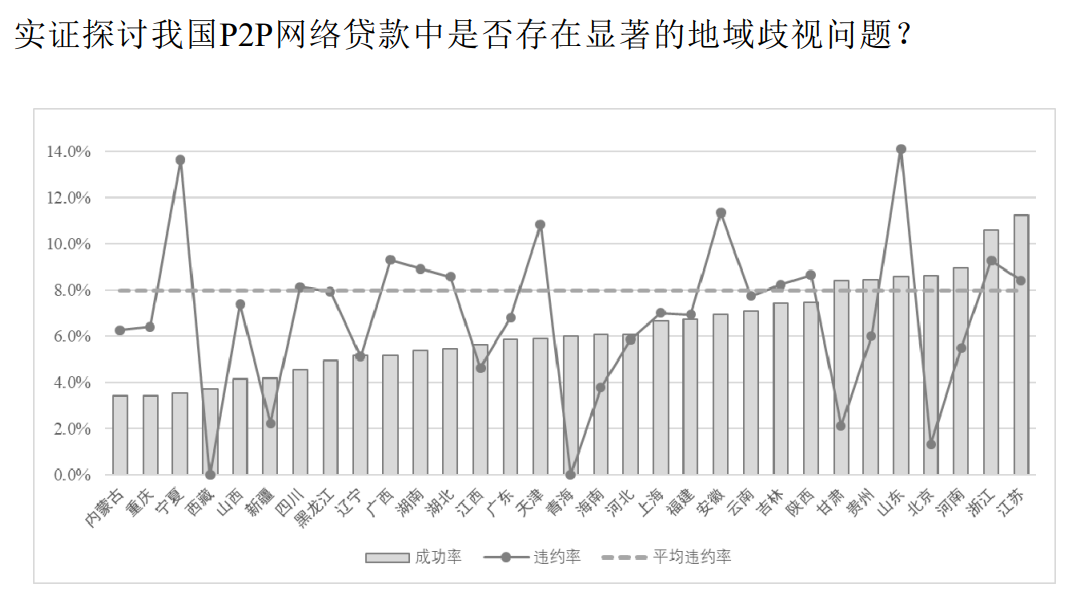 实证探讨我国P2P网络贷款中是否存在显著的地域歧视问题？
14.0%
12.0%
10.0%
8.0%
6.0%
4.0%
2.0%
0.0%
内蒙古
重庆
宁夏
西藏
山西
新疆
四川
黑龙江
辽宁
广西
湖南
湖北
江西
广东
天津
青海
海南
河北
上海
福建
安徽
云南
吉林
陕西
甘肃
贵州
山东
北京
河南
浙江
江苏
成功率 违约率 平均违约率